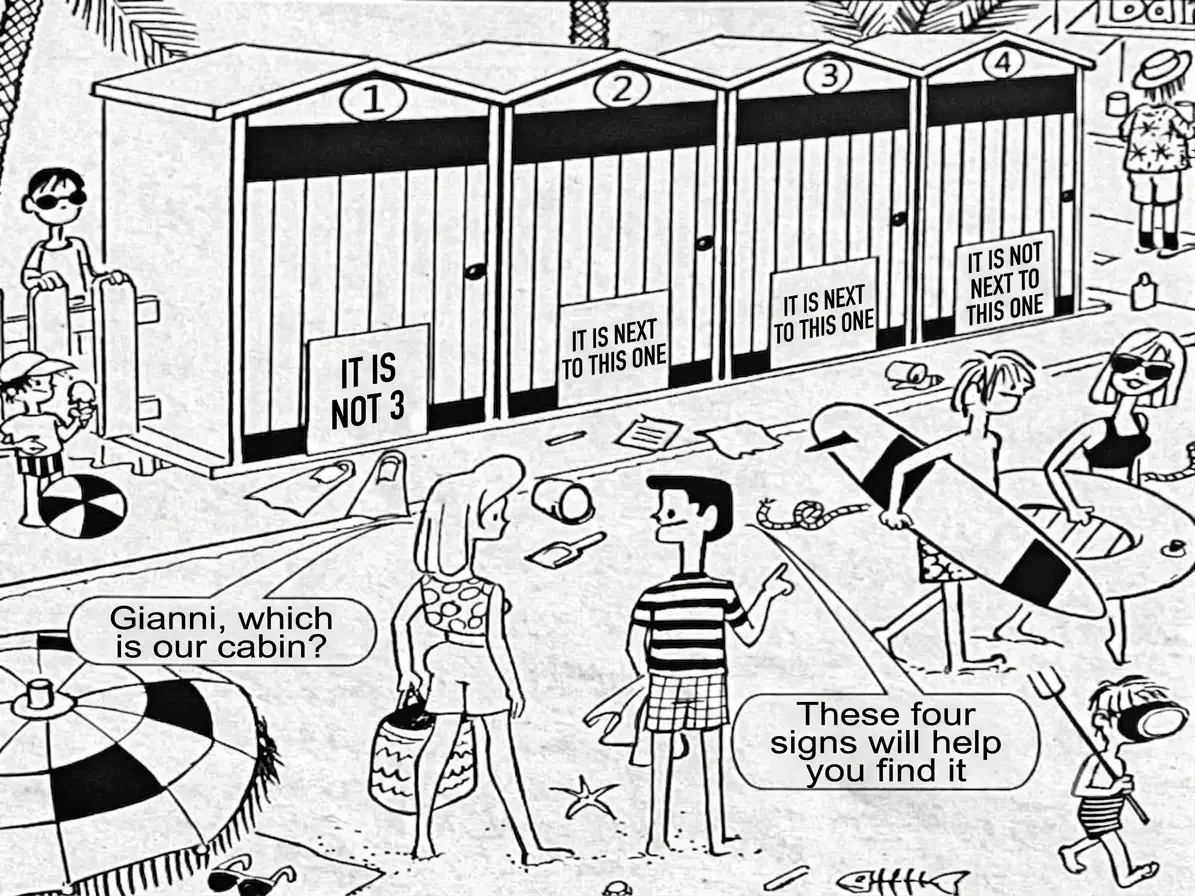 1
2
3
4
IT IS
NOT 3
IT IS NEXT
TO THIS ONE
IT IS NEXT
TO THIS ONE
IT IS NOT
NEXT TO
THIS ONE
Gianni, which
is our cabin?
These four
signs will help
you find it